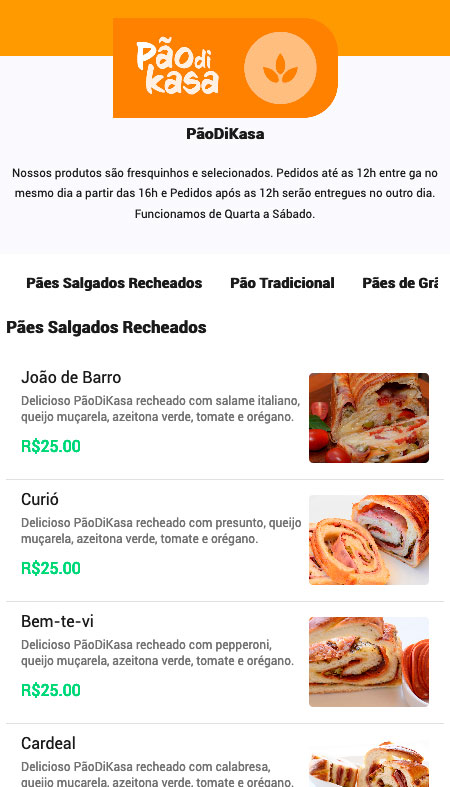 Pão di
kasa
PãoDiKasa
Nossos produtos são fresquinhos e selecionados. Pedidos até as 12h entre ga no
mesmo dia a partir das 16h e Pedidos após as 12h serão entregues no outro dia.
Funcionamos de Quarta a Sábado.
Pães Salgados Recheados Pão Tradicional Pães de Grã
Pães Salgados Recheados
João de Barro
Delicioso PãoDiKasa recheado com salame italiano,
queijo muçarela, azeitona verde, tomate e orégano.
R$25.00
Curió
Delicioso PãoDiKasa recheado com presunto, queijo
muçarela, azeitona verde, tomate e orégano.
R$25.00
Bem-te-vi
Delicioso PãoDiKasa recheado com pepperoni,
queijo muçarela, azeitona verde, tomate e orégano.
R$25.00
Cardeal
Delicioso PãoDiKasa recheado com calabresa,
queijo muçarela, azeitona verde, tomate e orégano.